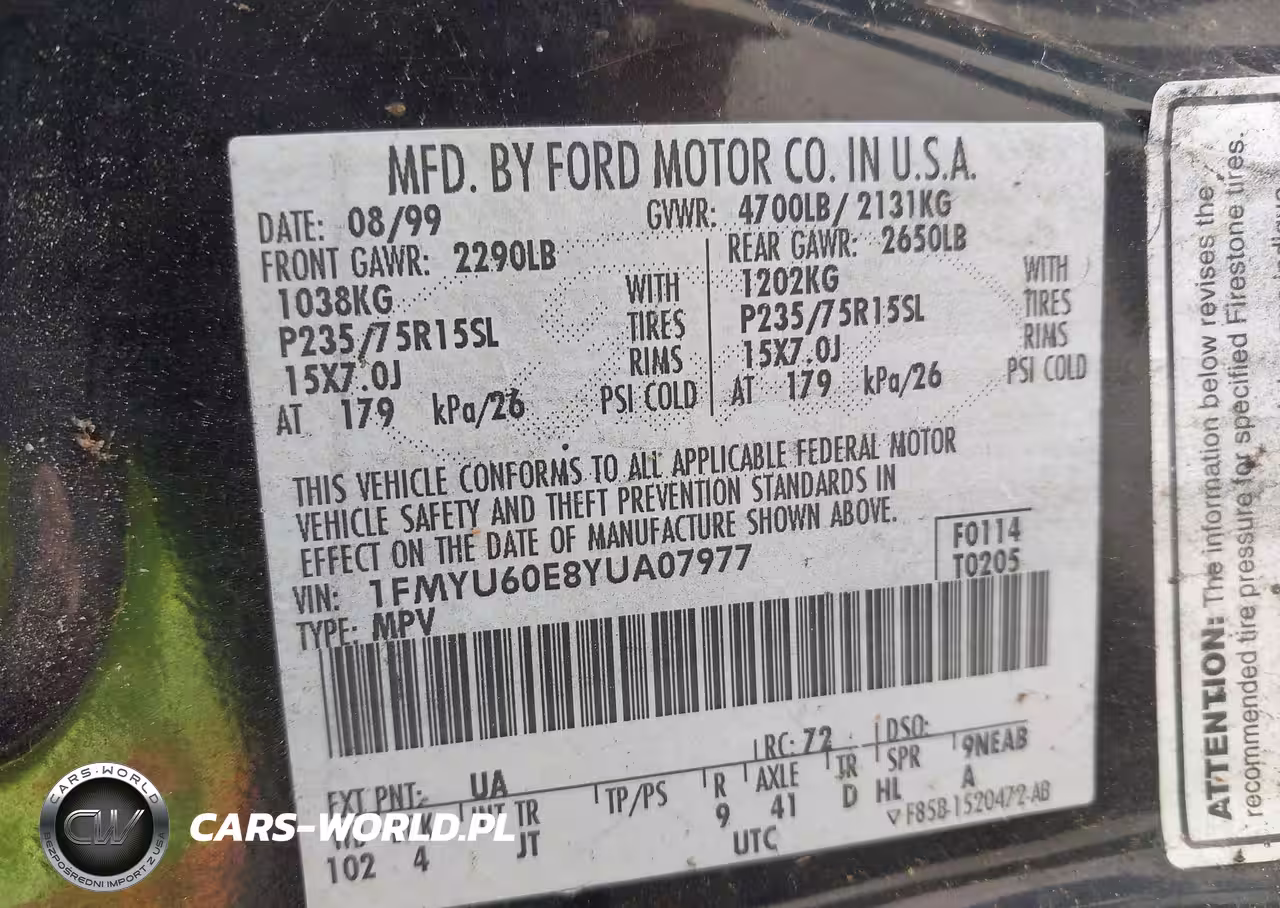 MFD. BY FORD MOTOR CO. IN U.S.A.
DATE: 08/99 GVWR: 4700LB/ 2131KG
FRONT GAWR: 2290LB REAR GAWR: 2650LB
1038KG WITH 1202KG WITH
P235/75R15SL TIRES P235/75R15SL TIRES
15X7.0J RIMS 15X7.0J RIMS
AT 179 kPa/26 PSI COLD AT 179 kPa/26 PSI COLD
THIS VEHICLE CONFORMS TO ALL APPLICABLE FEDERAL MOTOR
VEHICLE SAFETY AND THEFT PREVENTION STANDARDS IN
EFFECT ON THE DATE OF MANUFACTURE SHOWN ABOVE.
VIN: 1FMYU60E8YUA07977 F0114
TYPE: MPV T0205
EXT PNT: UA RC: 72 DSO:
INT TR TP/PS R AXLE TR SPR 9NEAB
102 4 JT 9 41 D HL A
UTC ▽F85B-1520472-AB
ATTENTION: The information below revises the
recommended tire pressure for specified Firestone tires.
CARS-WORLD
CW
BEZPOŚREDNI IMPORT Z USA
CARS-WORLD.PL